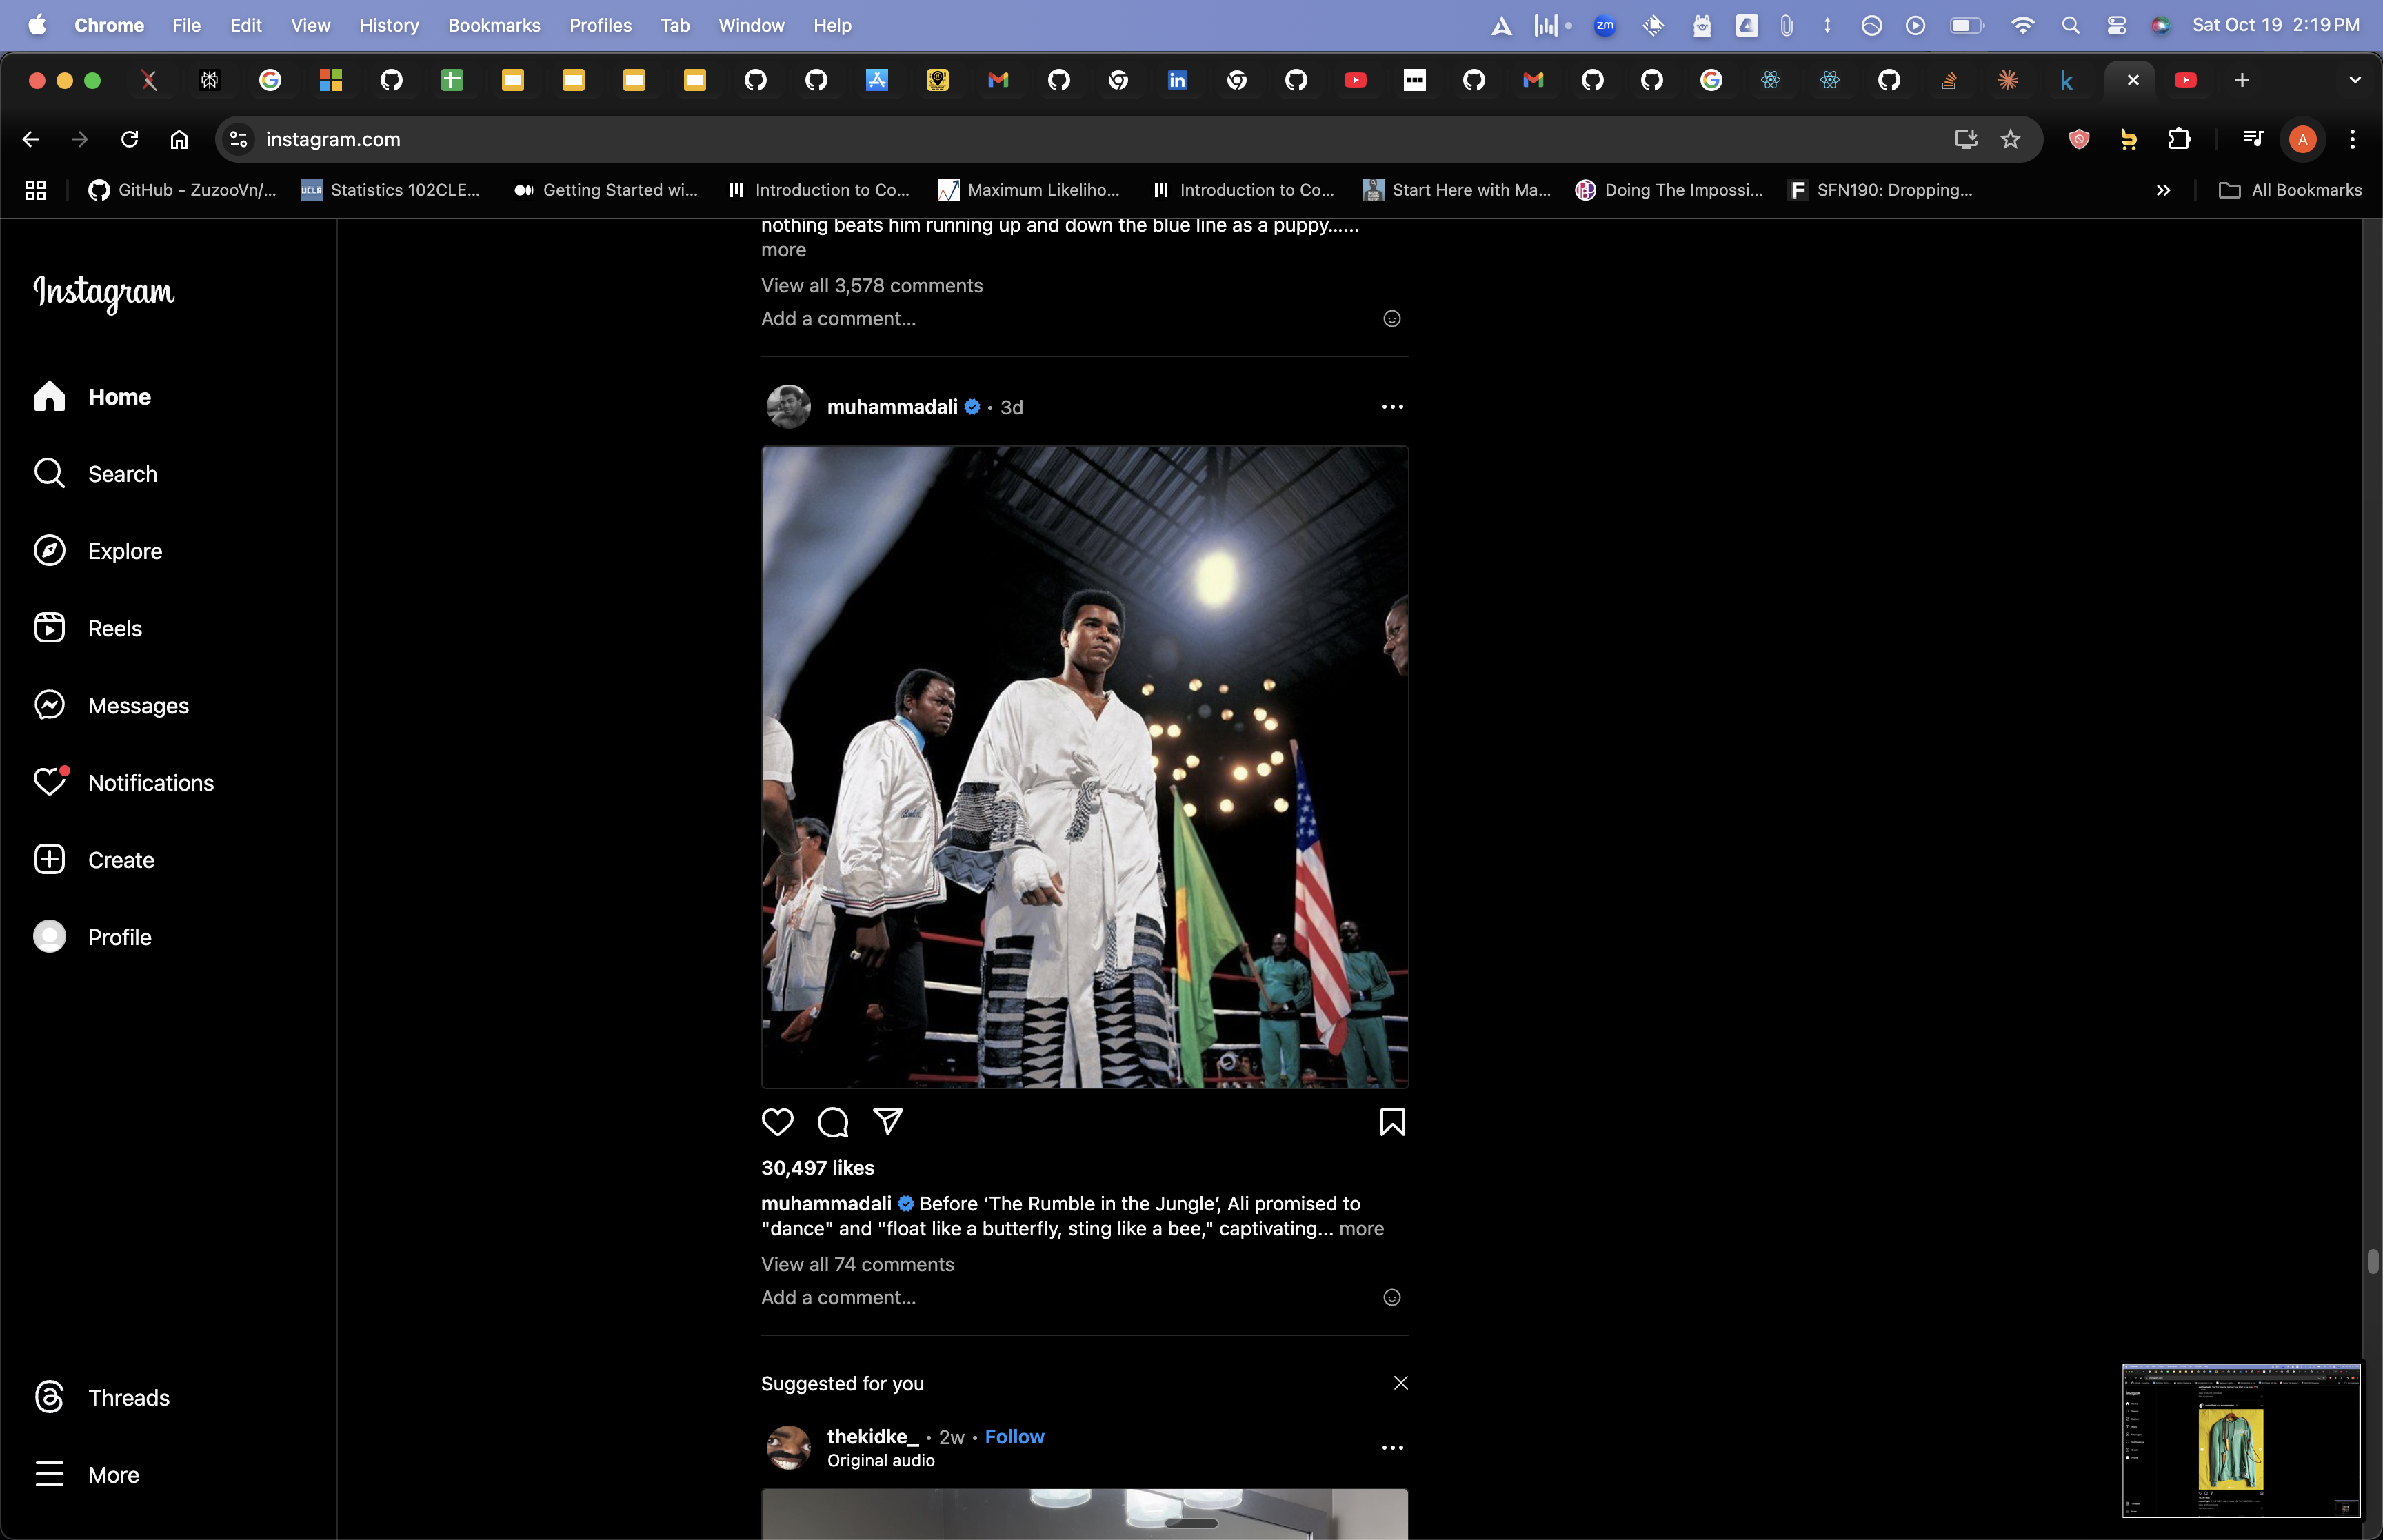 Chrome File Edit View History Bookmarks Profiles Tab Window Help
zm
Sat Oct 19 2:19 PM
instagram.com
A
GitHub - ZuzooVn/...
UCLA Statistics 102CLE...
Getting Started wi...
Introduction to Co...
Maximum Likeliho...
Introduction to Co...
Start Here with Ma...
Doing The Impossi...
F SFN190: Dropping...
All Bookmarks
Instagram
Home
Search
Explore
Reels
Messages
Notifications
Create
Profile
Threads
More
nothing beats him running up and down the blue line as a puppy......
more
View all 3,578 comments
Add a comment...
muhammadali • 3d
30,497 likes
muhammadali Before ‘The Rumble in the Jungle’, Ali promised to
"dance" and "float like a butterfly, sting like a bee," captivating... more
View all 74 comments
Add a comment...
Suggested for you
thekidke_ • 2w • Follow
Original audio